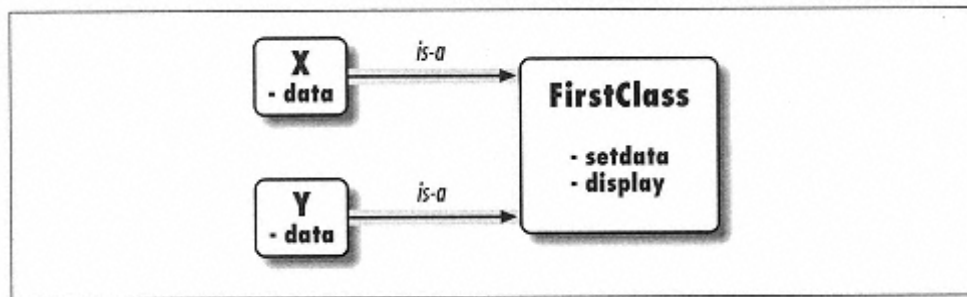 X
- data
is-a
FirstClass
- setdata
- display
Y
- data
is-a